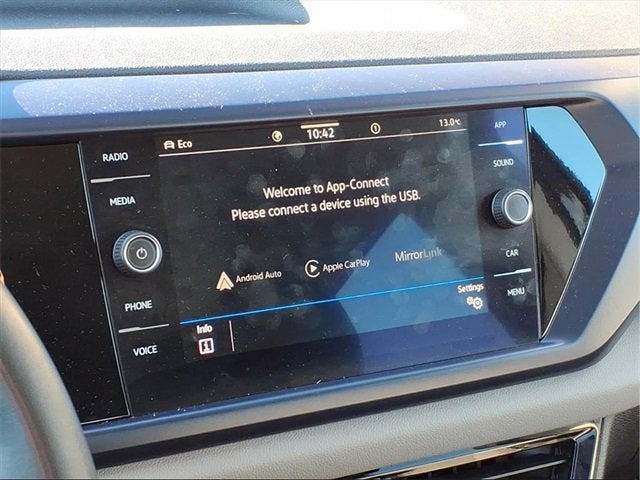 RADIO
MEDIA
PHONE
VOICE
Eco
10:42
13.0°C
Welcome to App-Connect
Please connect a device using the USB.
Android Auto
Apple CarPlay
MirrorLink
Info
Settings
APP
SOUND
CAR
MENU